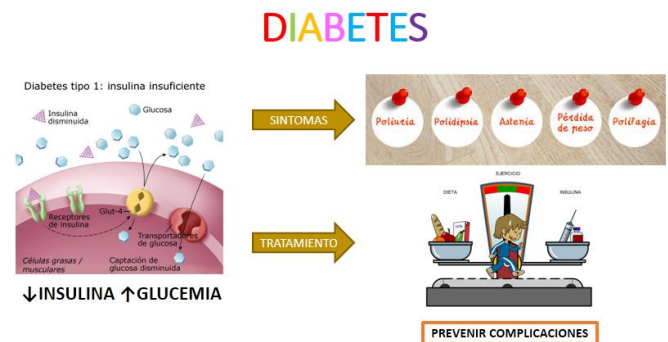 DIABETES
Diabetes tipo 1: insulina insuficiente
Insulina
disminuida
Glucosa
Receptores
de insulina
Glut-4
Transportadores
de glucosa
Células grasas /
musculares
Captación de
glucosa disminuida
↓INSULINA ↑GLUCEMIA
SINTOMAS
Poliuria
Polidipsia
Astenia
Pérdida
de peso
Polifagia
TRATAMIENTO
EJERCICIO
DIETA
INSULINA
PREVENIR COMPLICACIONES